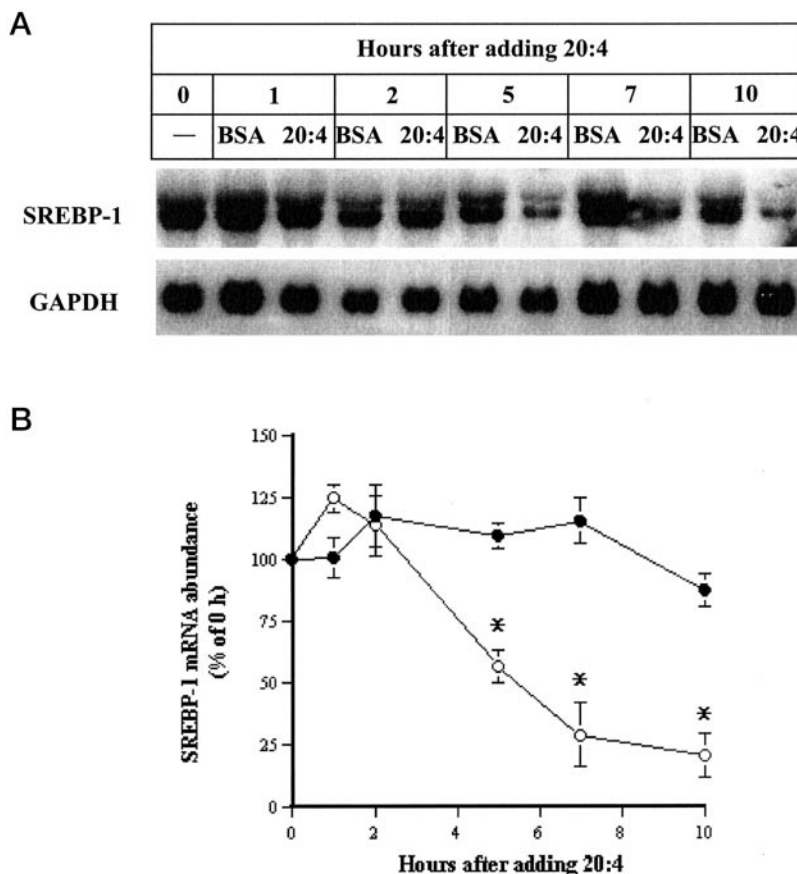 A
Hours after adding 20:4
0 1 2 5 7 10
— BSA 20:4 BSA 20:4 BSA 20:4 BSA 20:4 BSA 20:4
SREBP-1
GAPDH
B
SREBP-1 mRNA abundance
(% of 0 h)
150
125
100
75
50
25
0
* * *
0 2 4 6 8 10
Hours after adding 20:4